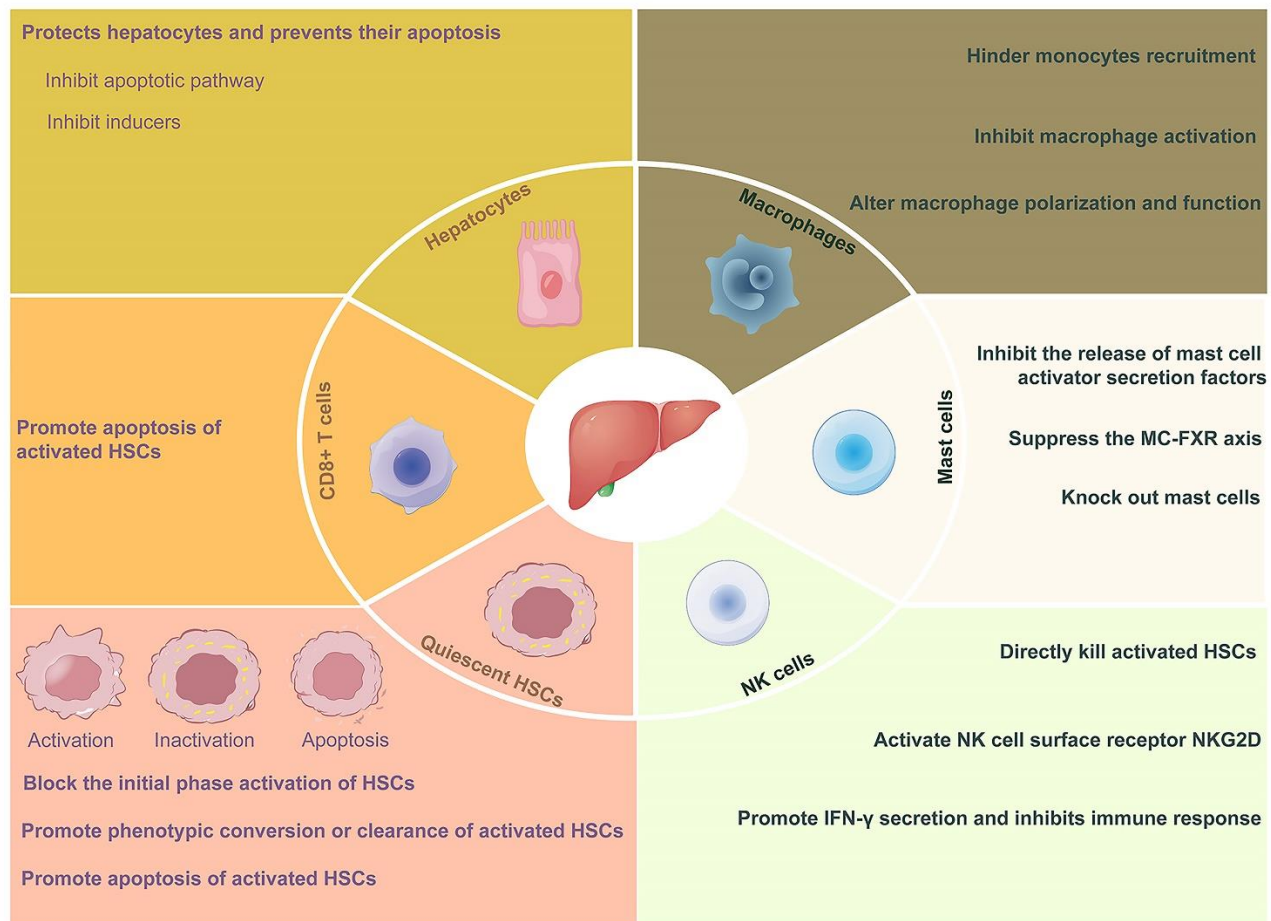 Protects hepatocytes and prevents their apoptosis
Inhibit apoptotic pathway
Inhibit inducers
Hepatocytes
Hinder monocytes recruitment
Inhibit macrophage activation
Alter macrophage polarization and function
Macrophages
Promote apoptosis of
activated HSCs
CD8+ T cells
Inhibit the release of mast cell
activator secretion factors
Suppress the MC-FXR axis
Knock out mast cells
Mast cells
Quiescent HSCs
Activation
Inactivation
Apoptosis
Block the initial phase activation of HSCs
Promote phenotypic conversion or clearance of activated HSCs
Promote apoptosis of activated HSCs
NK cells
Directly kill activated HSCs
Activate NK cell surface receptor NKG2D
Promote IFN-γ secretion and inhibits immune response